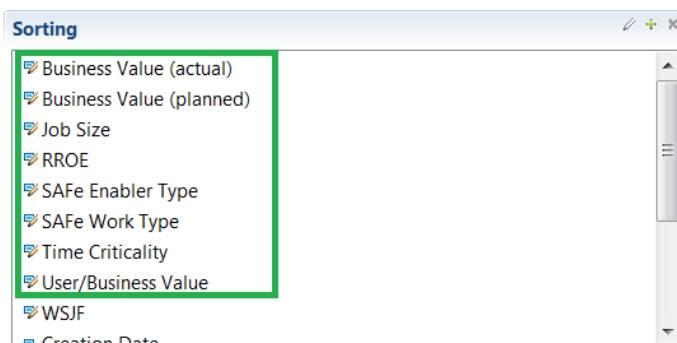 Sorting
Business Value (actual)
Business Value (planned)
Job Size
RROE
SAFe Enabler Type
SAFe Work Type
Time Criticality
User/Business Value
WSJF
Creation Date